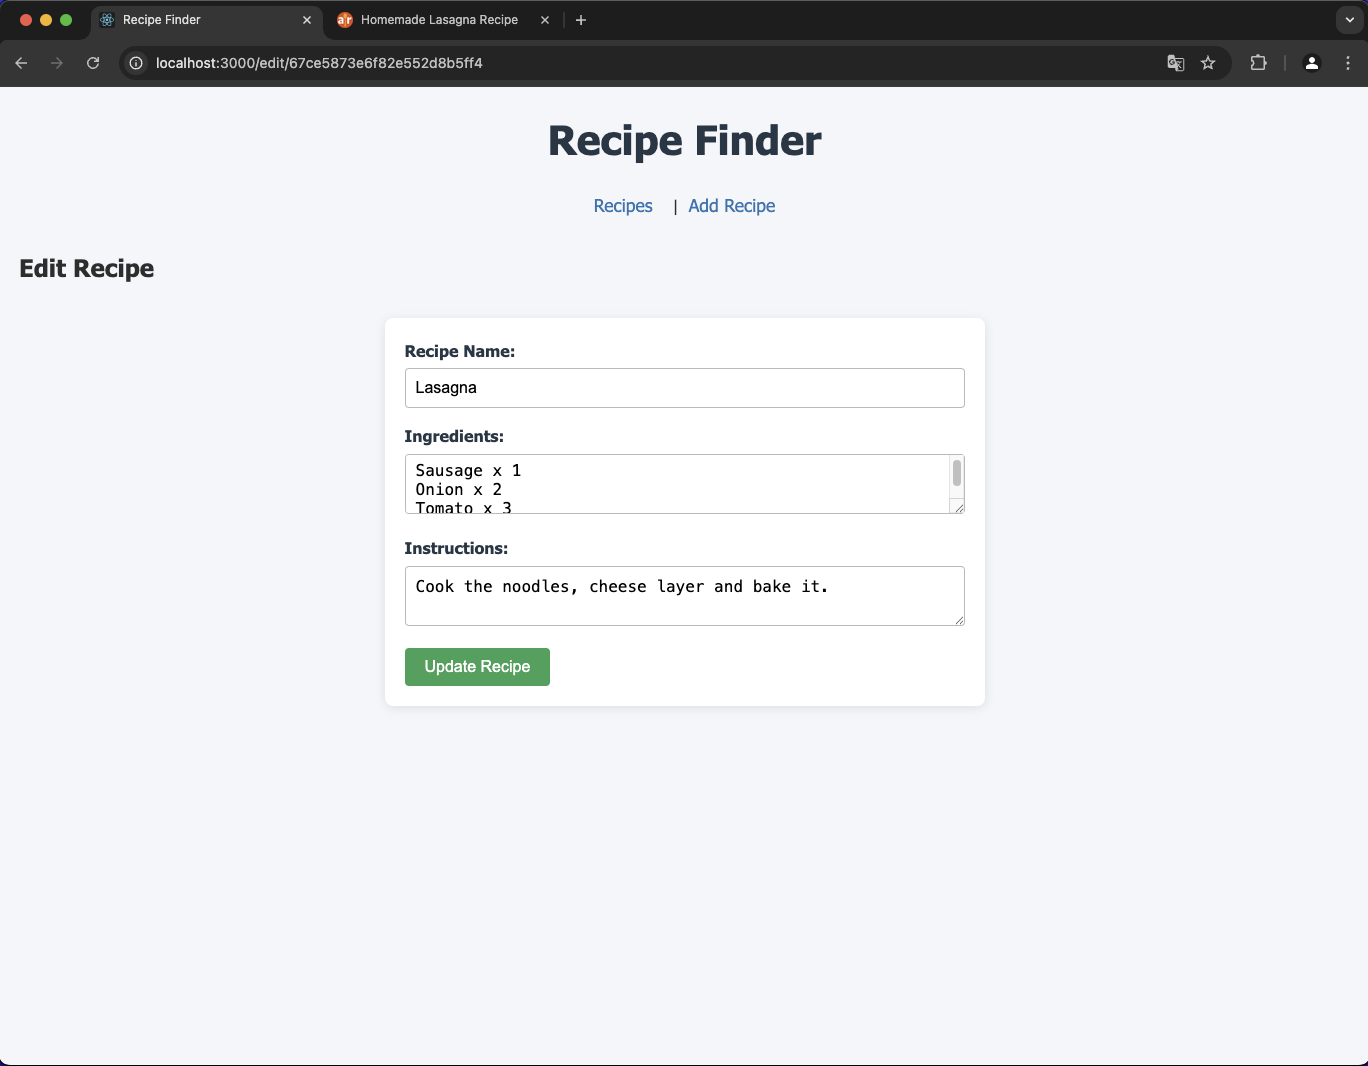 Recipe Finder
Homemade Lasagna Recipe
localhost:3000/edit/67ce5873e6f82e552d8b5ff4
Recipe Finder
Recipes | Add Recipe
Edit Recipe
Recipe Name:
Lasagna
Ingredients:
Sausage x 1
Onion x 2
Tomato x 3
Instructions:
Cook the noodles, cheese layer and bake it.
Update Recipe